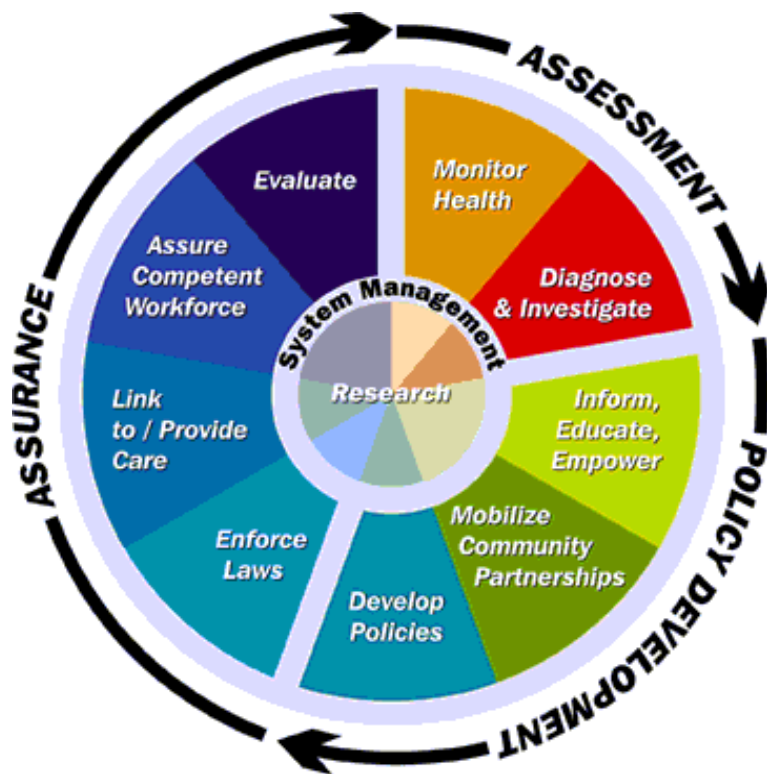 ASSESSMENT
Monitor
Health
Diagnose
& Investigate
POLICY DEVELOPMENT
Inform,
Educate,
Empower
Mobilize
Community
Partnerships
Develop
Policies
ASSURANCE
Enforce
Laws
Link
to / Provide
Care
Assure
Competent
Workforce
Evaluate
System Management
Research